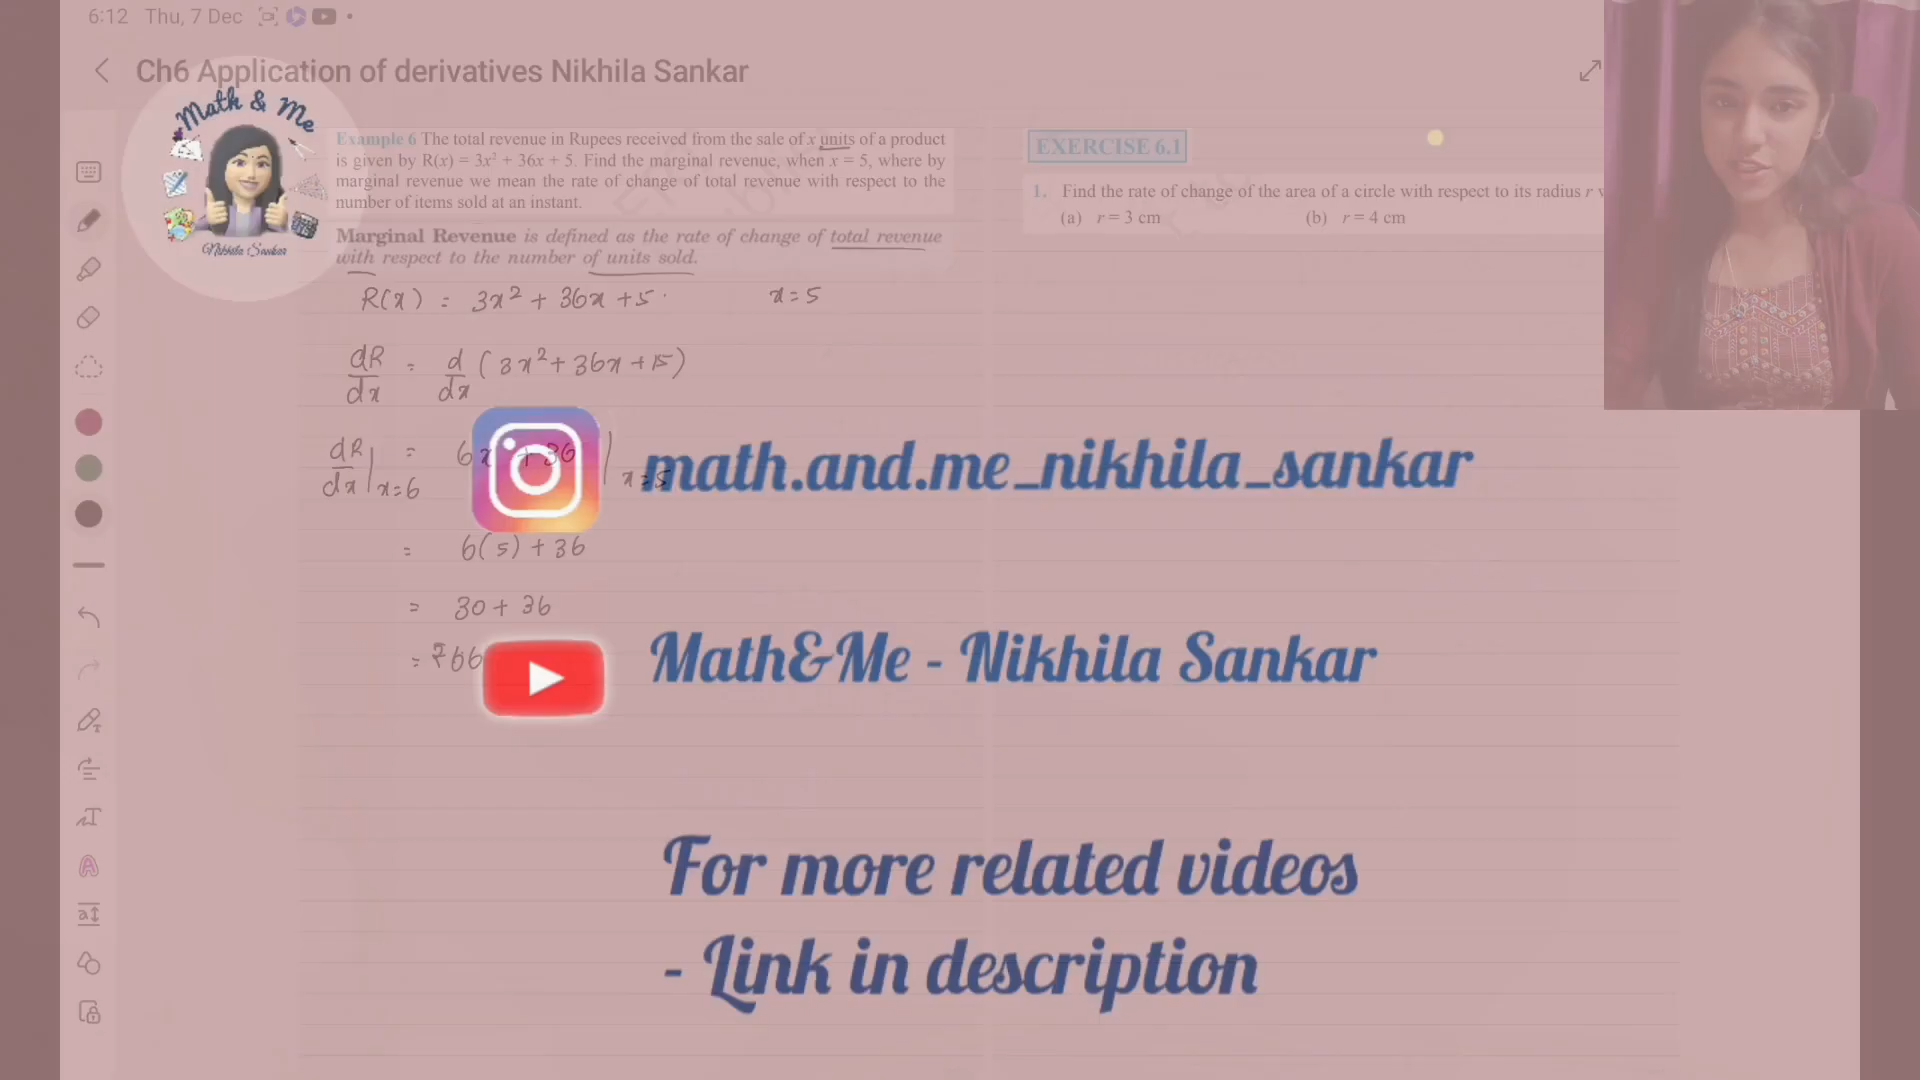 6:12 Thu, 7 Dec
Ch6 Application of derivatives Nikhila Sankar
Math & Me
Nikhila Sankar
Example 6 The total revenue in Rupees received from the sale of x units of a product
is given by R(x) = 3x² + 36x + 5. Find the marginal revenue, when x = 5, where by
marginal revenue we mean the rate of change of total revenue with respect to the
number of items sold at an instant.
Marginal Revenue is defined as the rate of change of total revenue
with respect to the number of units sold.
R(x) = 3x² + 36x + 5. x = 5
dR/dx = d/dx (3x² + 36x + 15)
dR/dx|x=6 = 6x + 36|x=5
= 6(5) + 36
= 30 + 36
= ₹66
EXERCISE 6.1
1. Find the rate of change of the area of a circle with respect to its radius r
(a) r = 3 cm (b) r = 4 cm
math.and.me_nikhila_sankar
Math&Me - Nikhila Sankar
For more related videos
- Link in description